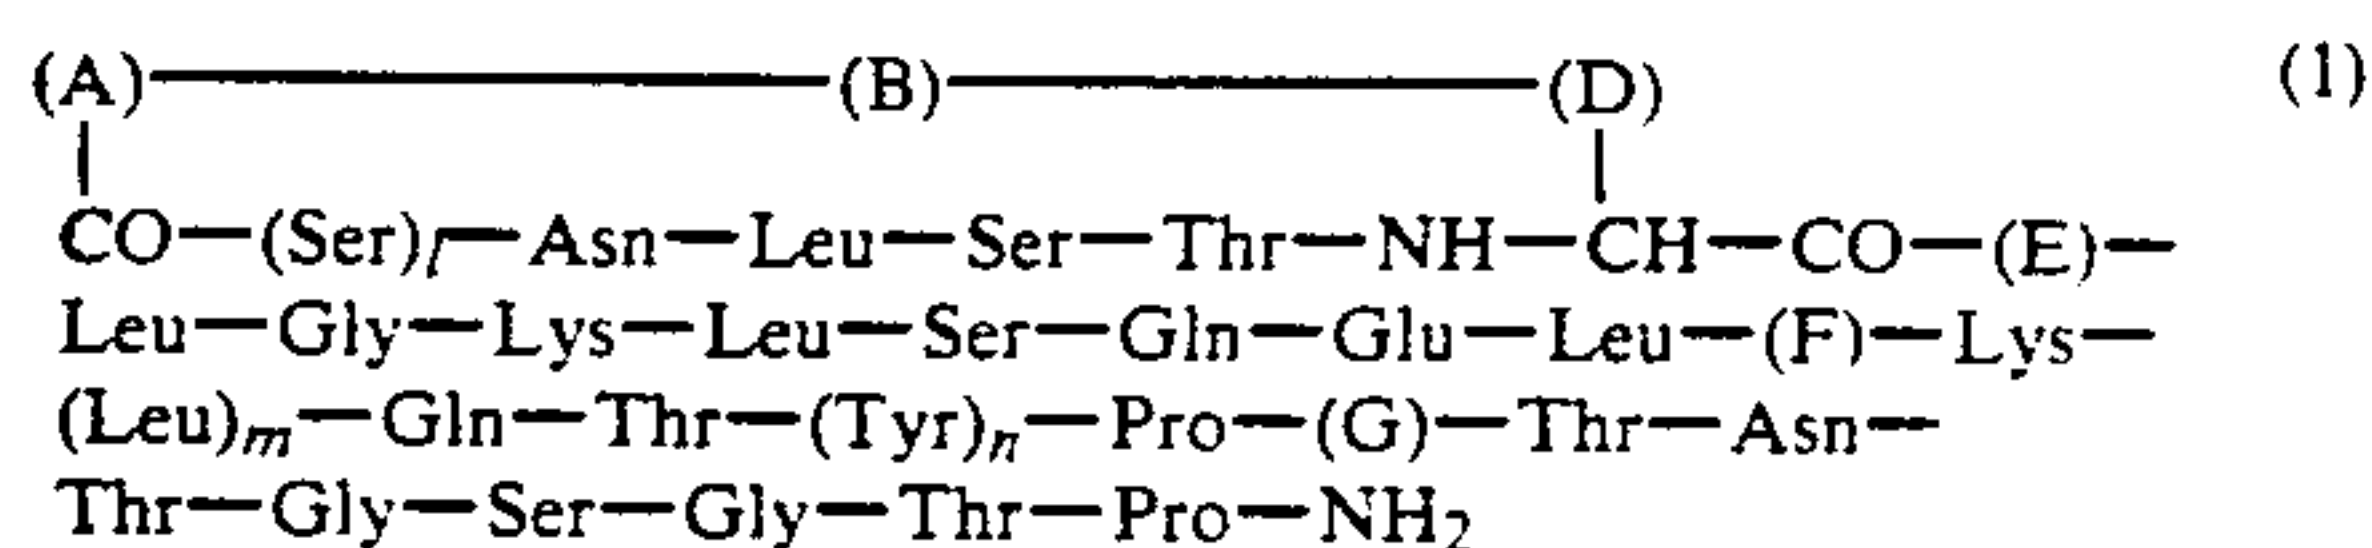 (A)—(B)—(D) (1)
CO—(Ser)l—Asn—Leu—Ser—Thr—NH—CH—CO—(E)—
Leu—Gly—Lys—Leu—Ser—Gln—Glu—Leu—(F)—Lys—
(Leu)m—Gln—Thr—(Tyr)n—Pro—(G)—Thr—Asn—
Thr—Gly—Ser—Gly—Thr—Pro—NH2